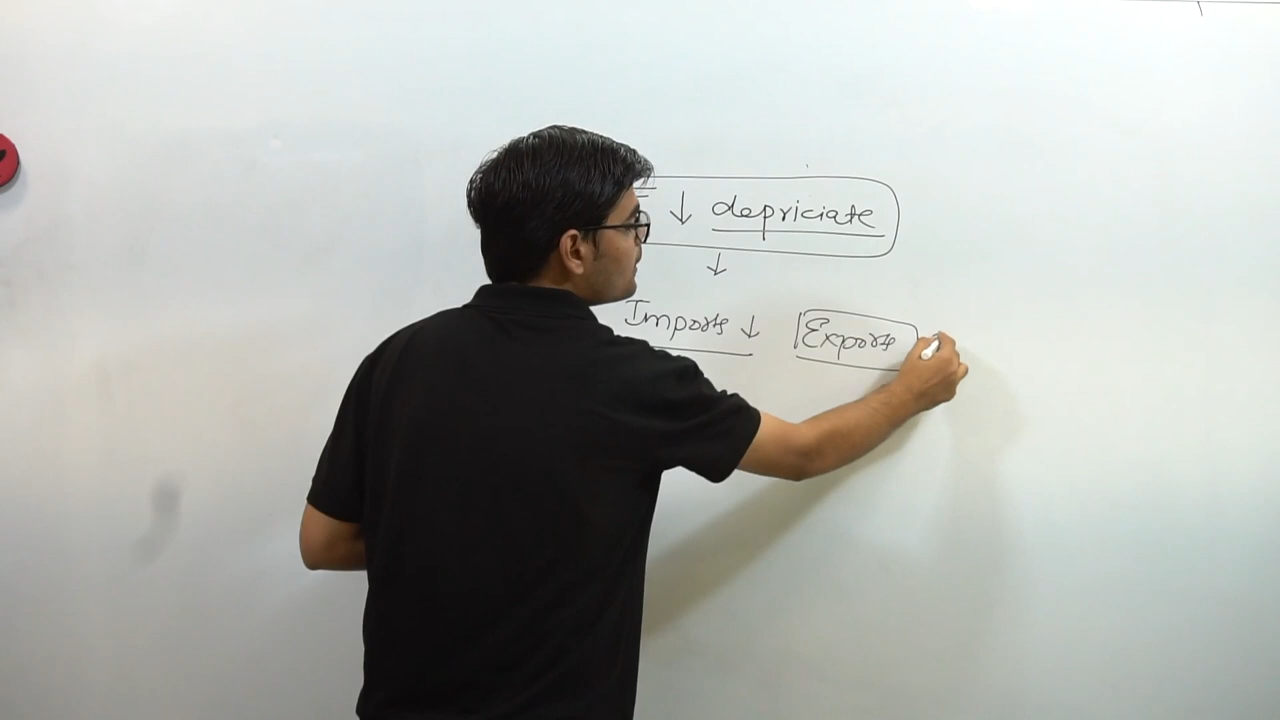 ↓ depriciate
↓
Imports ↓ Exports